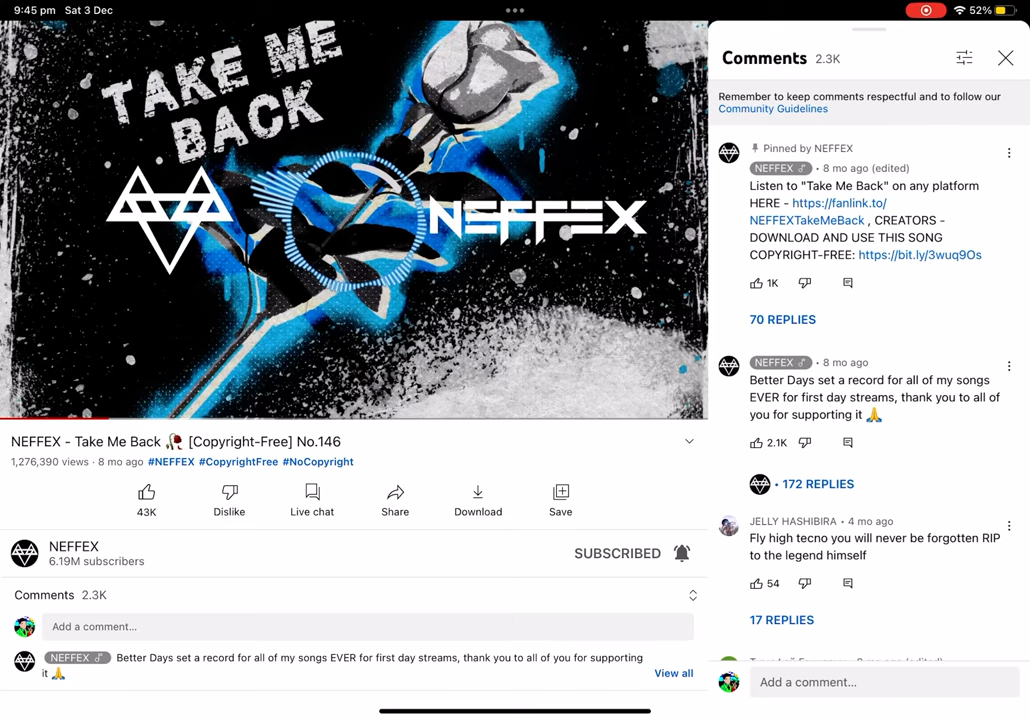 9:45 pm Sat 3 Dec
52%
TAKE ME
BACK
NEFFEX
NEFFEX - Take Me Back 🥀 [Copyright-Free] No.146
1,276,390 views · 8 mo ago #NEFFEX #CopyrightFree #NoCopyright
43K
Dislike
Live chat
Share
Download
Save
NEFFEX
6.19M subscribers
SUBSCRIBED
Comments 2.3K
Add a comment...
NEFFEX Better Days set a record for all of my songs EVER for first day streams, thank you to all of you for supporting
it 🙏
View all
Comments 2.3K
Remember to keep comments respectful and to follow our
Community Guidelines
Pinned by NEFFEX
NEFFEX • 8 mo ago (edited)
Listen to "Take Me Back" on any platform
HERE - https://fanlink.to/
NEFFEXTakeMeBack , CREATORS -
DOWNLOAD AND USE THIS SONG
COPYRIGHT-FREE: https://bit.ly/3wuq9Os
1K
70 REPLIES
NEFFEX • 8 mo ago
Better Days set a record for all of my songs
EVER for first day streams, thank you to all of
you for supporting it 🙏
2.1K
• 172 REPLIES
JELLY HASHIBIRA • 4 mo ago
Fly high tecno you will never be forgotten RIP
to the legend himself
54
17 REPLIES
Add a comment...